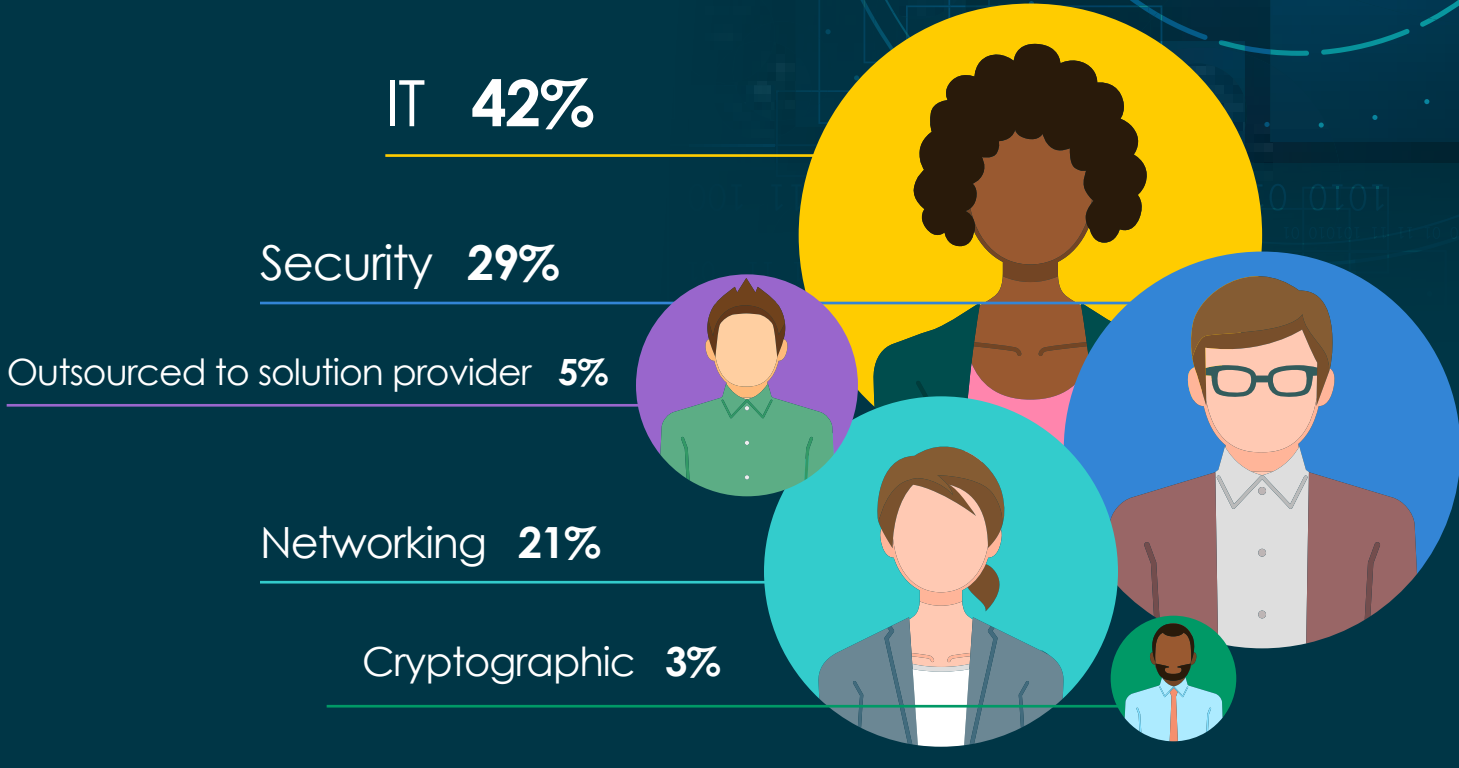 IT 42%
Security 29%
Outsourced to solution provider 5%
Networking 21%
Cryptographic 3%